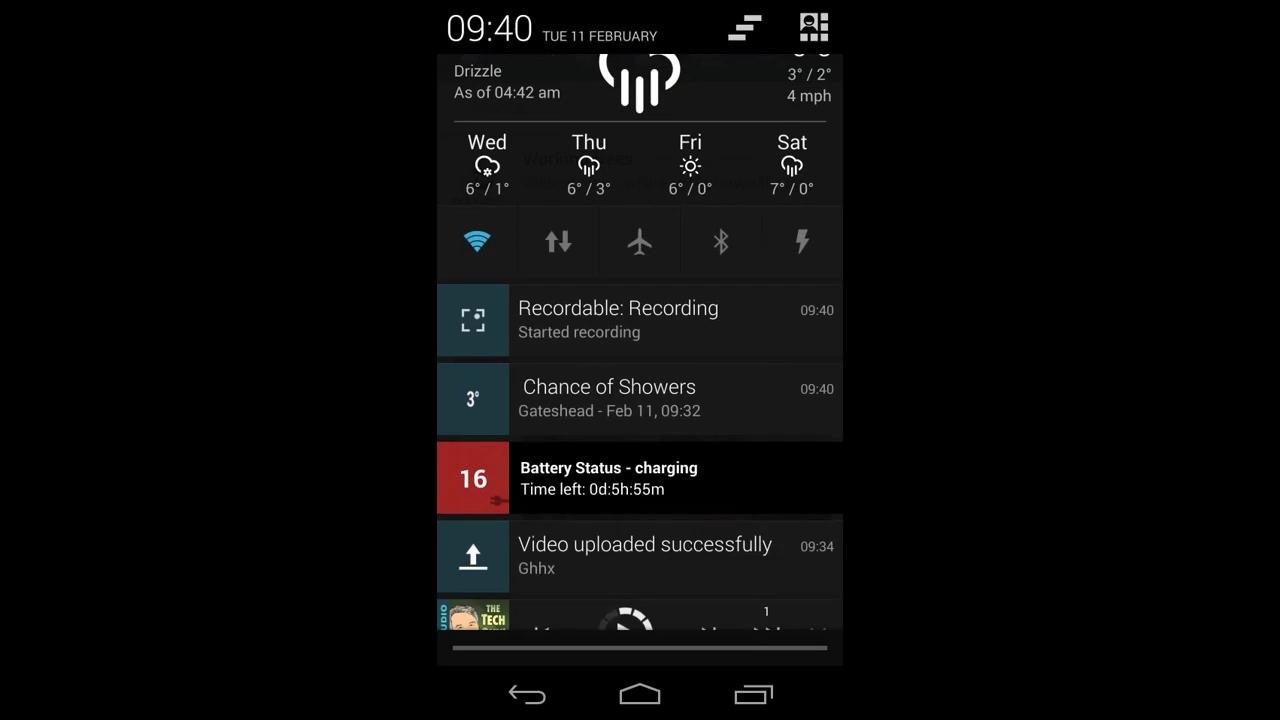 09:40 TUE 11 FEBRUARY
Drizzle 3° / 2°
As of 04:42 am 4 mph
Wed Thu Fri Sat
6° / 1° 6° / 3° 6° / 0° 7° / 0°
Recordable: Recording 09:40
Started recording
3° Chance of Showers 09:40
Gateshead - Feb 11, 09:32
16 Battery Status - charging
Time left: 0d:5h:55m
Video uploaded successfully 09:34
Ghhx
THE 1
TECH